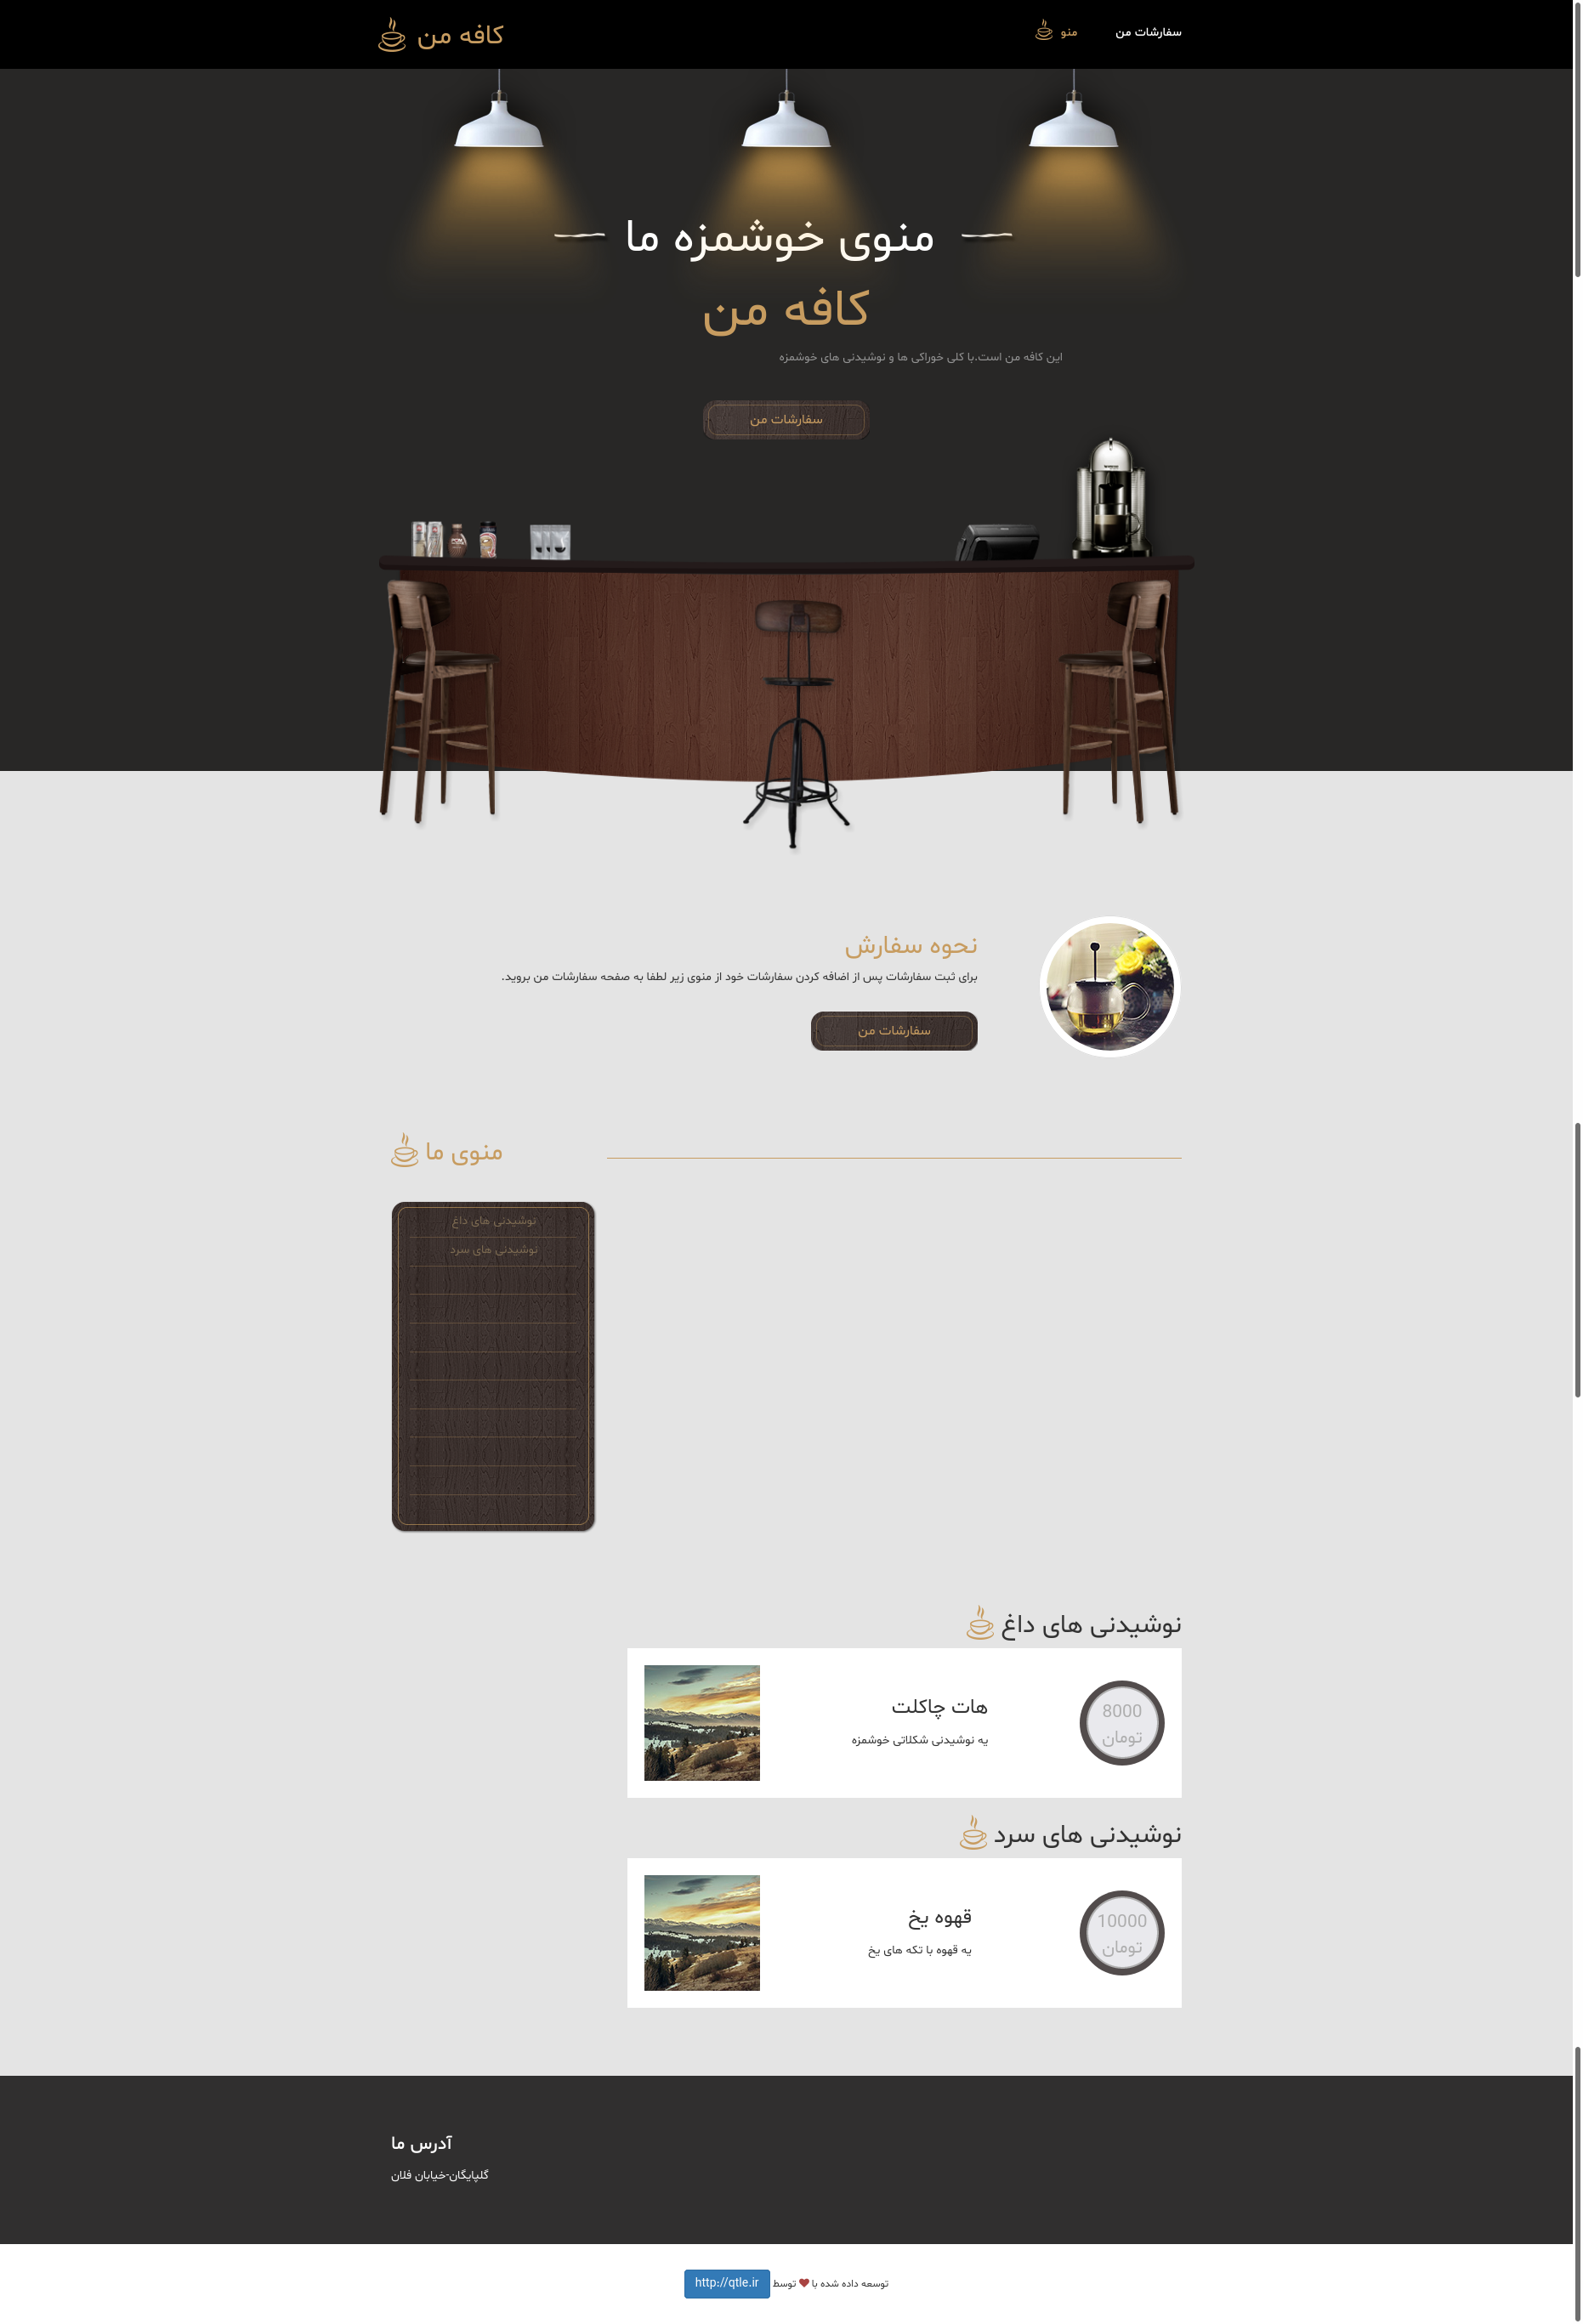 سفارشات من
منو
کافه من
منوی خوشمزه ما
کافه من
این کافه من است.با کلی خوراکی ها و نوشیدنی های خوشمزه
سفارشات من
نحوه سفارش
برای ثبت سفارشات پس از اضافه کردن سفارشات خود از منوی زیر لطفا به صفحه سفارشات من بروید.
سفارشات من
منوی ما
نوشیدنی های داغ
نوشیدنی های سرد
نوشیدنی های داغ
8000
تومان
هات چاکلت
یه نوشیدنی شکلاتی خوشمزه
نوشیدنی های سرد
10000
تومان
قهوه یخ
یه قهوه با تکه های یخ
آدرس ما
گلپایگان-خیابان فلان
توسعه داده شده با ❤ توسط http://qtle.ir